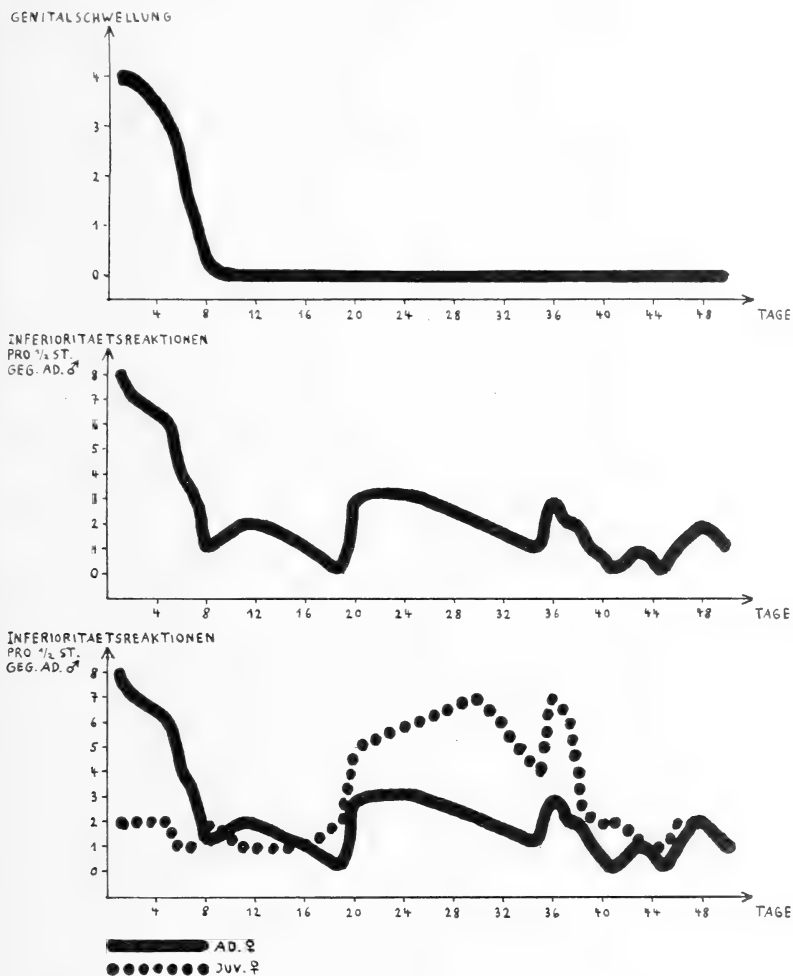 GENITALSCHWELLUNG
4
3
2
1
0
4 8 12 16 20 24 28 32 36 40 44 48 TAGE
INFERIORITAETSREAKTIONEN
PRO 1/2 ST.
GEG. AD. ♂
8
7
6
5
4
3
2
1
0
4 8 12 16 20 24 28 32 36 40 44 48 TAGE
INFERIORITAETSREAKTIONEN
PRO 1/2 ST.
GEG. AD. ♂
8
7
6
5
4
3
2
1
0
4 8 12 16 20 24 28 32 36 40 44 48 TAGE
AD. ♀
JUV. ♀